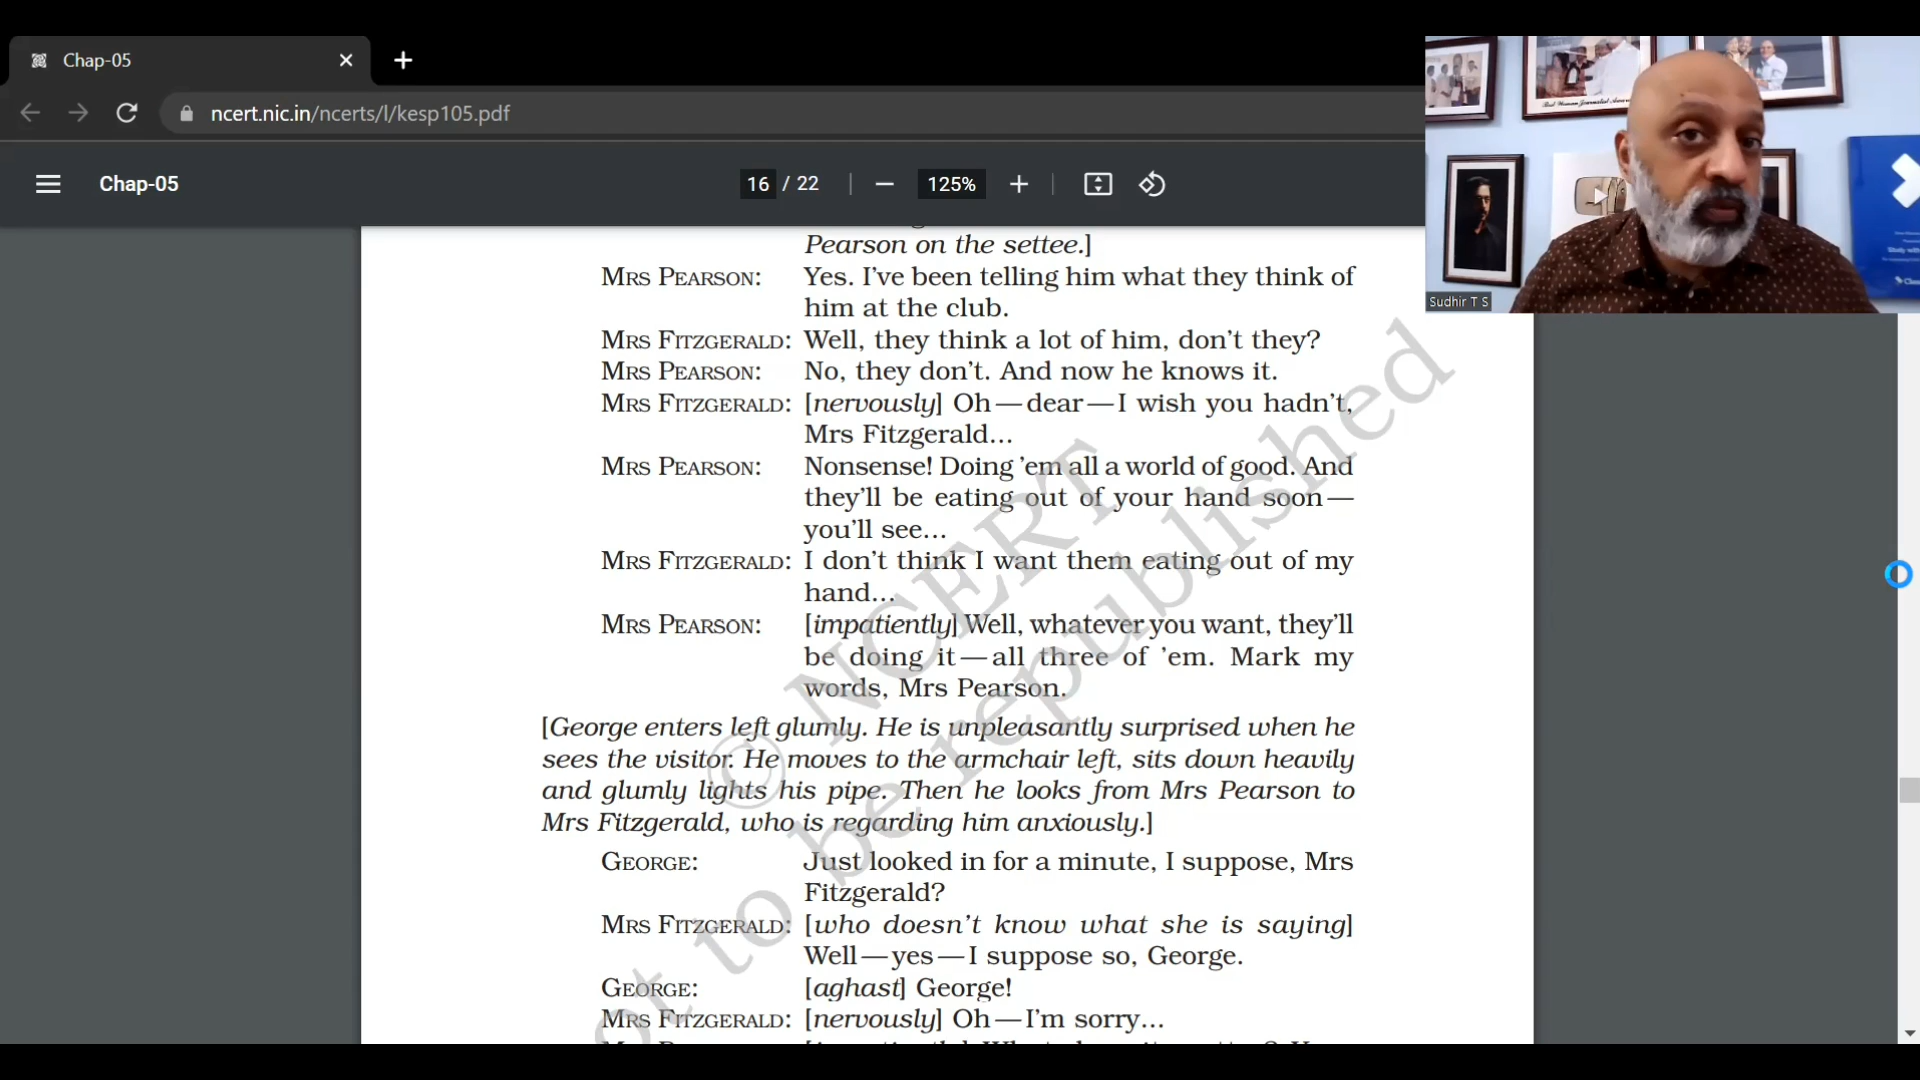 Chap-05
ncert.nic.in/ncerts/l/kesp105.pdf
Chap-05
16 / 22
125%
Sudhir T S
Pearson on the settee.]
MRS PEARSON: Yes. I've been telling him what they think of
him at the club.
MRS FITZGERALD: Well, they think a lot of him, don't they?
MRS PEARSON: No, they don't. And now he knows it.
MRS FITZGERALD: [nervously] Oh—dear—I wish you hadn't,
Mrs Fitzgerald...
MRS PEARSON: Nonsense! Doing 'em all a world of good. And
they'll be eating out of your hand soon—
you'll see...
MRS FITZGERALD: I don't think I want them eating out of my
hand...
MRS PEARSON: [impatiently] Well, whatever you want, they'll
be doing it—all three of 'em. Mark my
words, Mrs Pearson.
[George enters left glumly. He is unpleasantly surprised when he
sees the visitor. He moves to the armchair left, sits down heavily
and glumly lights his pipe. Then he looks from Mrs Pearson to
Mrs Fitzgerald, who is regarding him anxiously.]
GEORGE: Just looked in for a minute, I suppose, Mrs
Fitzgerald?
MRS FITZGERALD: [who doesn't know what she is saying]
Well—yes—I suppose so, George.
GEORGE: [aghast] George!
MRS FITZGERALD: [nervously] Oh—I'm sorry...
© NCERT
not to be republished